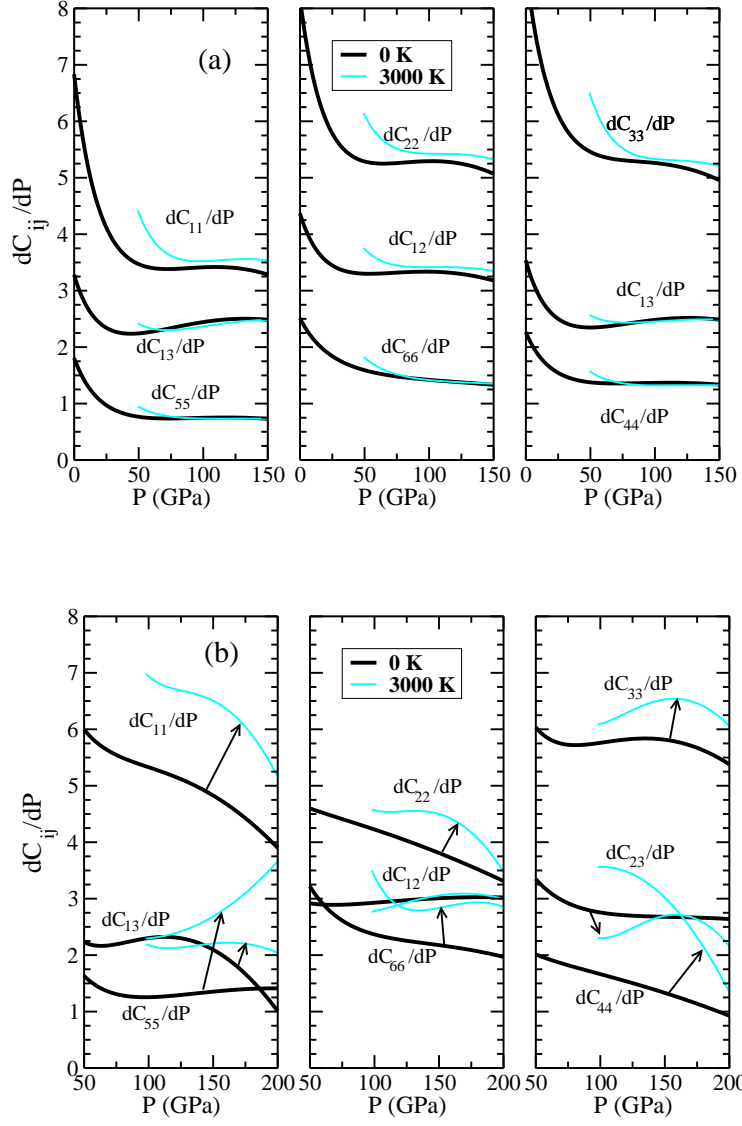 8
7
6
5
4
3
2
1
0
dC_ij/dP
(a)
0 K
3000 K
dC_11/dP
dC_13/dP
dC_55/dP
dC_22/dP
dC_12/dP
dC_66/dP
dC_33/dP
dC_13/dP
dC_44/dP
0 50 100 150
0 50 100 150
0 50 100 150
P (GPa)
P (GPa)
P (GPa)
8
7
6
5
4
3
2
1
0
dC_ij/dP
(b)
0 K
3000 K
dC_11/dP
dC_13/dP
dC_55/dP
dC_22/dP
dC_12/dP
dC_66/dP
dC_33/dP
dC_23/dP
dC_44/dP
50 100 150 200
50 100 150 200
50 100 150 200
P (GPa)
P (GPa)
P (GPa)